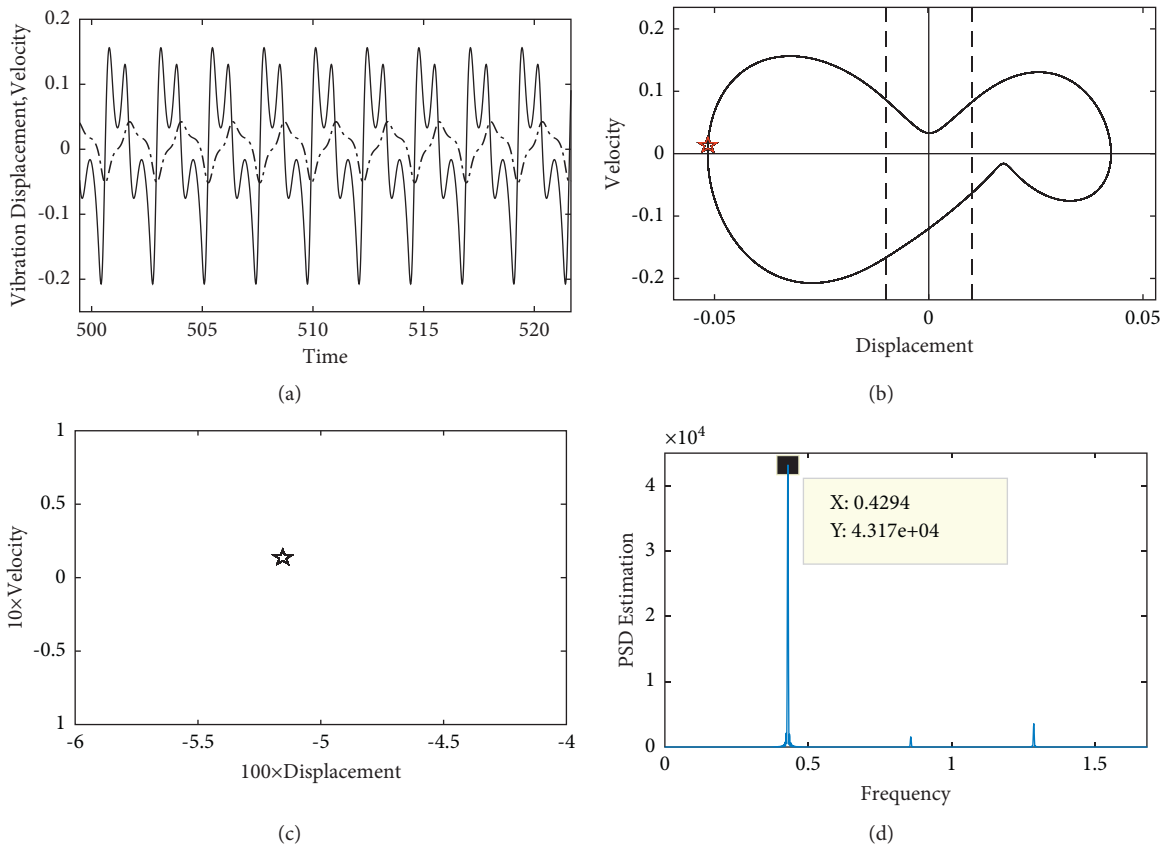 Vibration Displacement,Velocity
0.2
0.1
0
-0.1
-0.2
500 505 510 515 520
Time
(a)
Velocity
0.2
0.1
0
-0.1
-0.2
-0.05 0 0.05
Displacement
(b)
10×Velocity
1
0.5
0
-0.5
1
-6 -5.5 -5 -4.5 -4
100×Displacement
(c)
×10⁴
PSD Estimation
4
3
2
1
0
X: 0.4294
Y: 4.317e+04
0 0.5 1 1.5
Frequency
(d)